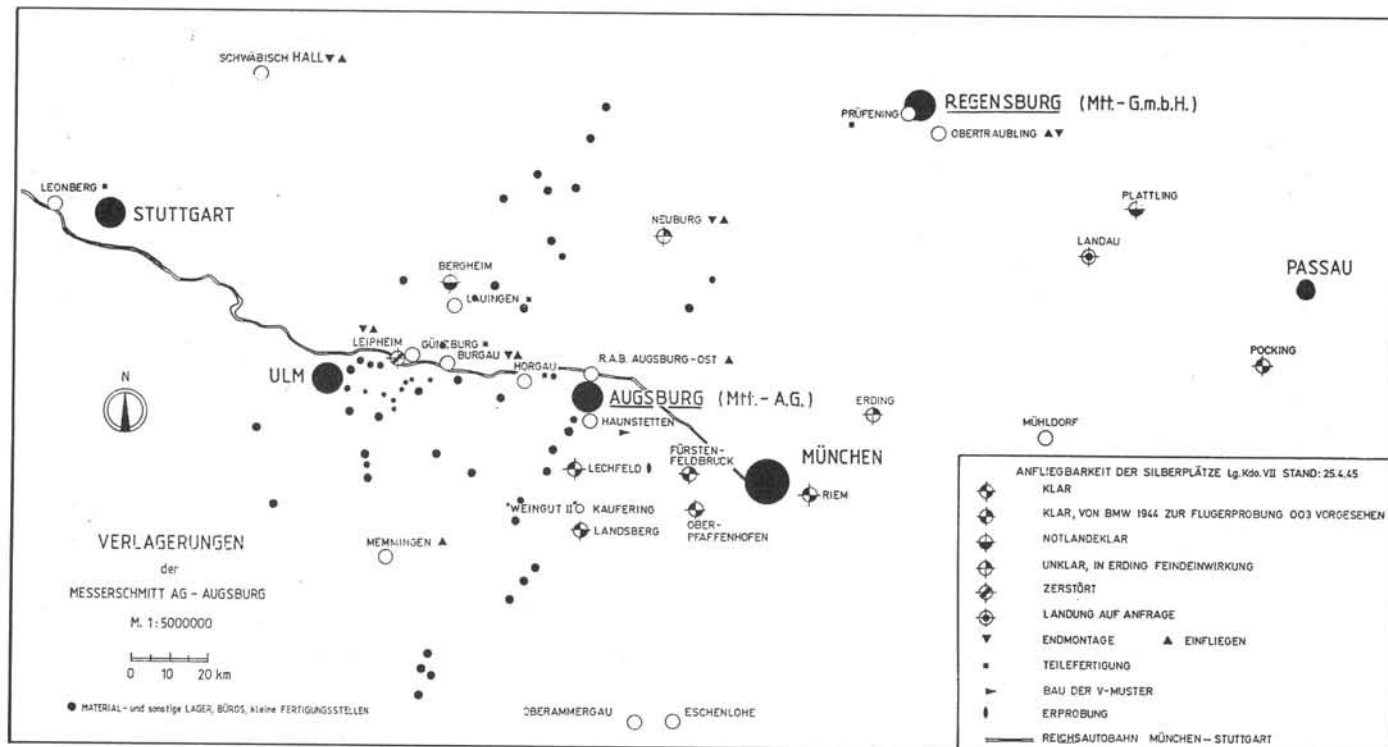 SCHWÄBISCH HALL
REGENSBURG (Mtt.-G.m.b.H.)
PRÜFENING
OBERTRAUBLING
LEONBERG
STUTTGART
PLATTLING
NEUBURG
LANDAU
PASSAU
BERGHEIM
LAUINGEN
LEIPHEIM
GÜNZBURG
BURGAU
HORGAU
R.A.B. AUGSBURG-OST
POCKING
ULM
N
AUGSBURG (Mtt.-A.G.)
ERDING
HAUNSTETTEN
MÜHLDORF
FÜRSTEN-
FELDBRUCK
MÜNCHEN
LECHFELD
RIEM
"WEINGUT II" KAUFERING
LANDSBERG
OBER-
PFAFFENHOFEN
MEMMINGEN
OBERAMMERGAU
ESCHENLOHE
VERLAGERUNGEN
der
MESSERSCHMITT AG - AUGSBURG
M. 1:5000000
0 10 20 km
MATERIAL- und sonstige LAGER, BÜROS, kleine FERTIGUNGSSTELLEN
ANFLIEGBARKEIT DER SILBERPLÄTZE Lg.Kdo.VII STAND: 25.4.45
KLAR
KLAR, VON BMW 1944 ZUR FLUGERPROBUNG 003 VORGESEHEN
NOTLANDEKLAR
UNKLAR, IN ERDING FEINDEINWIRKUNG
ZERSTÖRT
LANDUNG AUF ANFRAGE
ENDMONTAGE EINFLIEGEN
TEILEFERTIGUNG
BAU DER V-MUSTER
ERPROBUNG
REICHSAUTOBAHN MÜNCHEN-STUTTGART